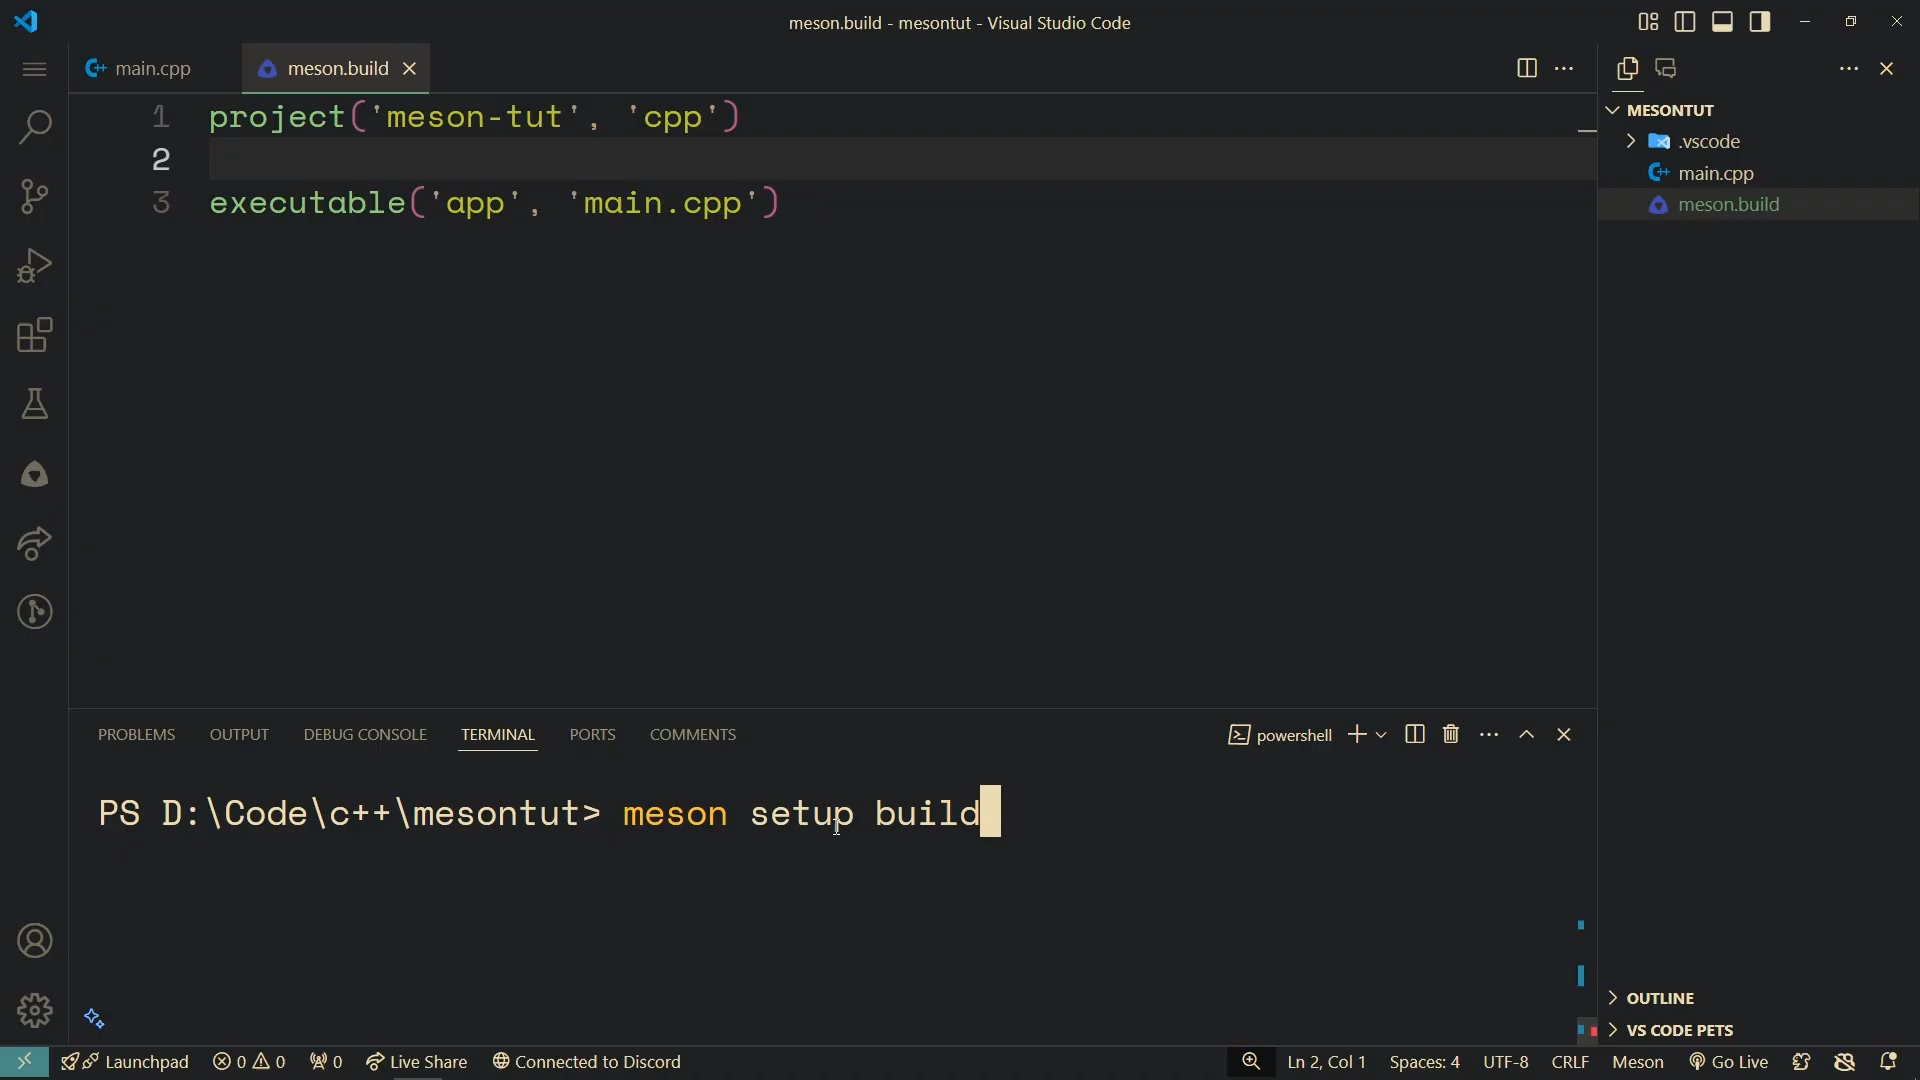 meson.build - mesontut - Visual Studio Code
main.cpp
meson.build
1 project('meson-tut', 'cpp')
2
3 executable('app', 'main.cpp')
MESONTUT
.vscode
main.cpp
meson.build
PROBLEMS OUTPUT DEBUG CONSOLE TERMINAL PORTS COMMENTS
powershell
PS D:\Code\c++\mesontut> meson setup build
OUTLINE
VS CODE PETS
Launchpad 0 0 0 Live Share Connected to Discord Ln 2, Col 1 Spaces: 4 UTF-8 CRLF Meson Go Live